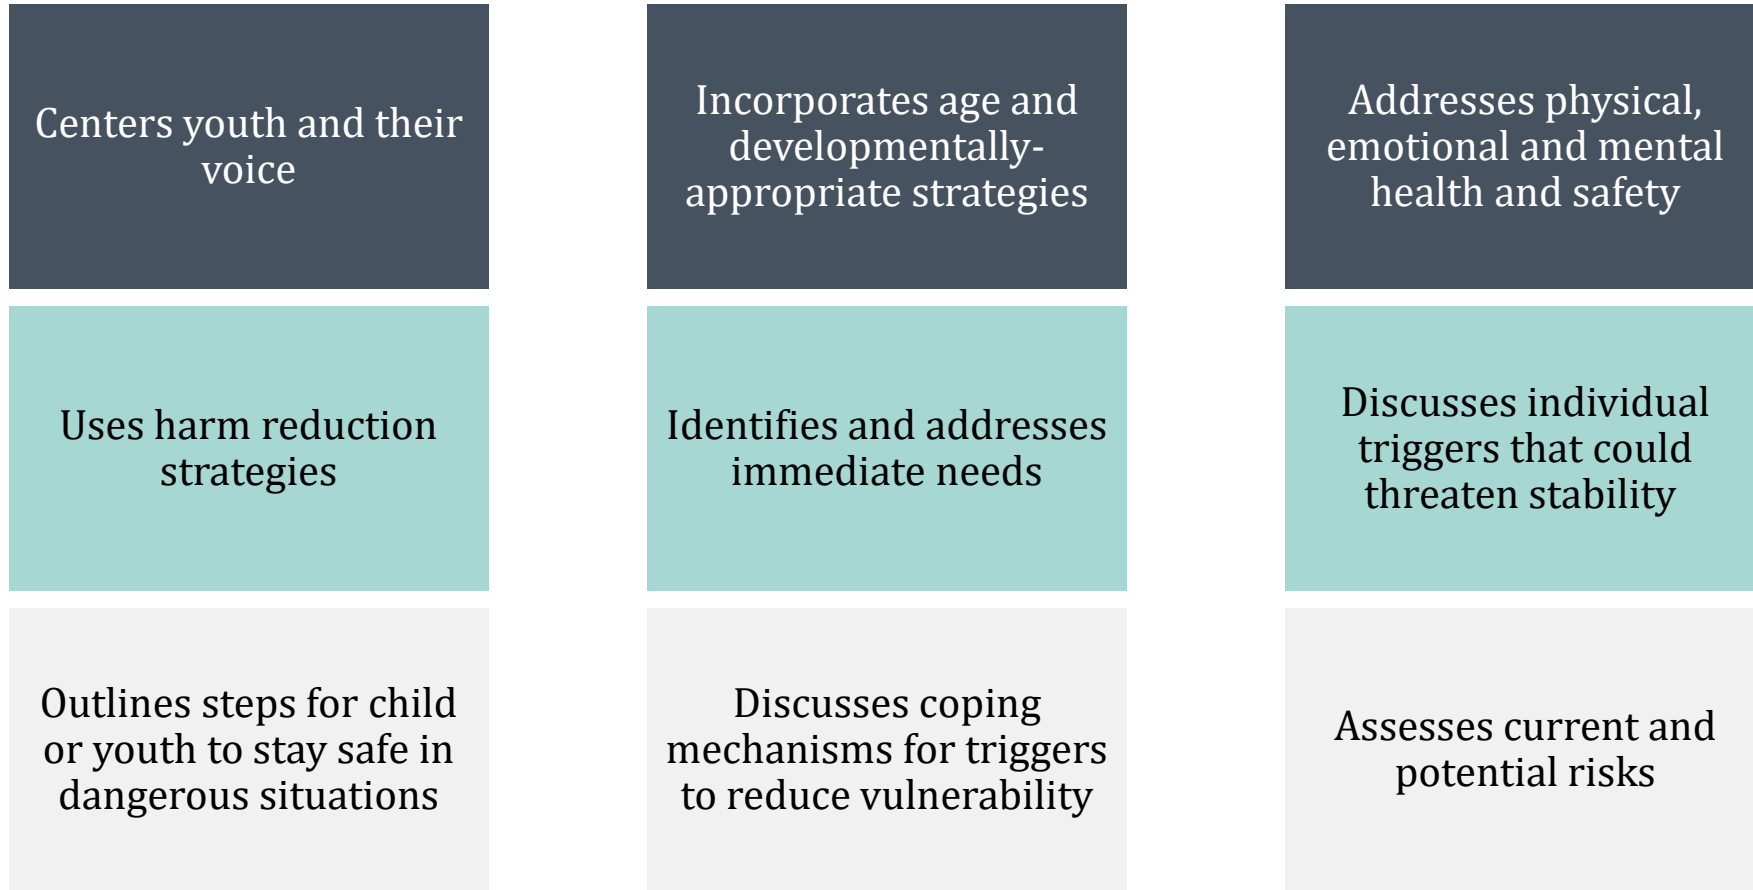 Centers youth and their
voice
Incorporates age and
developmentally-
appropriate strategies
Addresses physical,
emotional and mental
health and safety
Uses harm reduction
strategies
Identifies and addresses
immediate needs
Discusses individual
triggers that could
threaten stability
Outlines steps for child
or youth to stay safe in
dangerous situations
Discusses coping
mechanisms for triggers
to reduce vulnerability
Assesses current and
potential risks